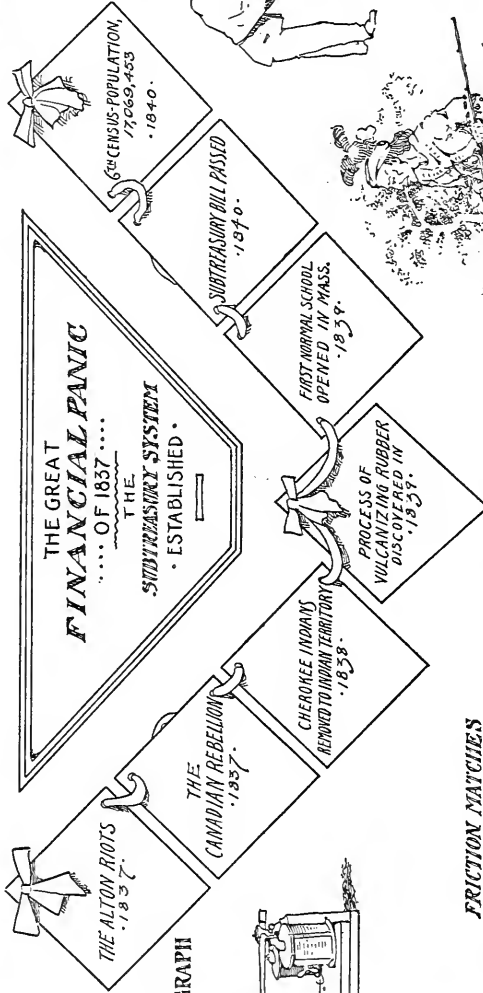 THE GREAT
FINANCIAL PANIC
.... OF 1837 ....
THE
SUBTREASURY SYSTEM
• ESTABLISHED •
THE ALTON RIOTS
• 1837 •
THE
CANADIAN REBELLION
• 1837 •
CHEROKEE INDIANS
REMOVED TO INDIAN TERRITORY
• 1838 •
PROCESS OF
VULCANTIZING RUBBER
DISCOVERED IN
• 1839 •
FIRST NORMAL SCHOOL
OPENED IN MASS.
• 1839 •
SUBTREASURY BILL PASSED
• 1840 •
6TH CENSUS-POPULATION,
17,069,453
• 1840 •
GRAPH
FRICTION MATCHES